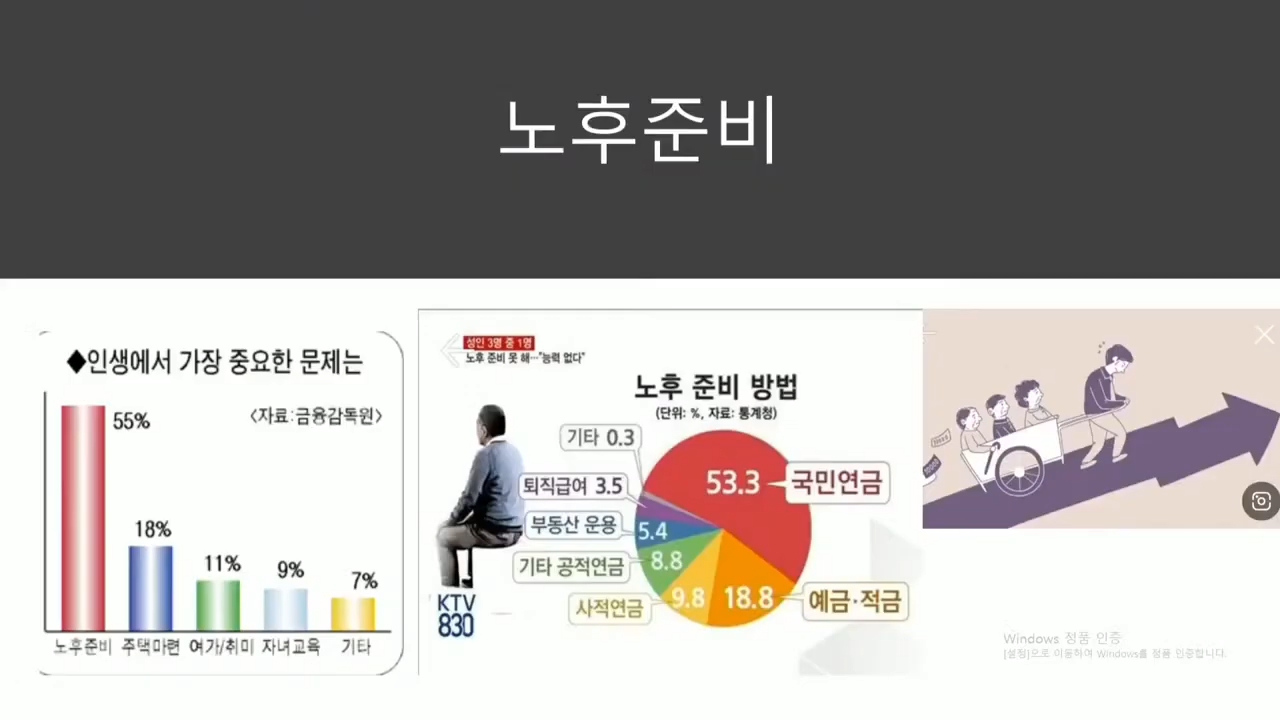 노후준비
◆인생에서 가장 중요한 문제는
<자료:금융감독원>
55%
18%
11%
9%
7%
노후준비 주택마련 여가/취미 자녀교육 기타
성인 3명 중 1명
노후 준비 못 해…"능력 없다"
노후 준비 방법
(단위: %, 자료: 통계청)
기타 0.3
53.3 국민연금
퇴직급여 3.5
부동산 운용 5.4
기타 공적연금 8.8
사적연금 9.8
18.8 예금·적금
KTV
830
Windows 정품 인증
[설정]으로 이동하여 Windows를 정품 인증합니다.